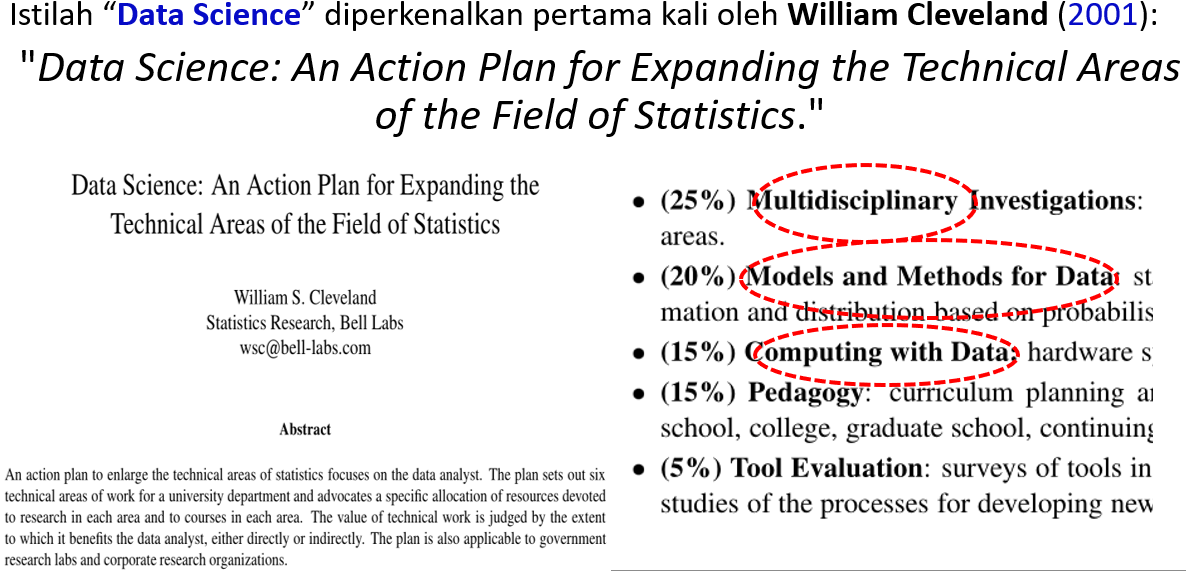 Istilah “Data Science” diperkenalkan pertama kali oleh William Cleveland (2001):
"Data Science: An Action Plan for Expanding the Technical Areas
of the Field of Statistics."
Data Science: An Action Plan for Expanding the
Technical Areas of the Field of Statistics
William S. Cleveland
Statistics Research, Bell Labs
wsc@bell-labs.com
Abstract
An action plan to enlarge the technical areas of statistics focuses on the data analyst. The plan sets out six
technical areas of work for a university department and advocates a specific allocation of resources devoted
to research in each area and to courses in each area. The value of technical work is judged by the extent
to which it benefits the data analyst, either directly or indirectly. The plan is also applicable to government
research labs and corporate research organizations.
• (25%) Multidisciplinary Investigations:
areas.
• (20%) Models and Methods for Data: st
mation and distribution based on probabilis
• (15%) Computing with Data: hardware s
• (15%) Pedagogy: curriculum planning a
school, college, graduate school, continuing
• (5%) Tool Evaluation: surveys of tools in
studies of the processes for developing new